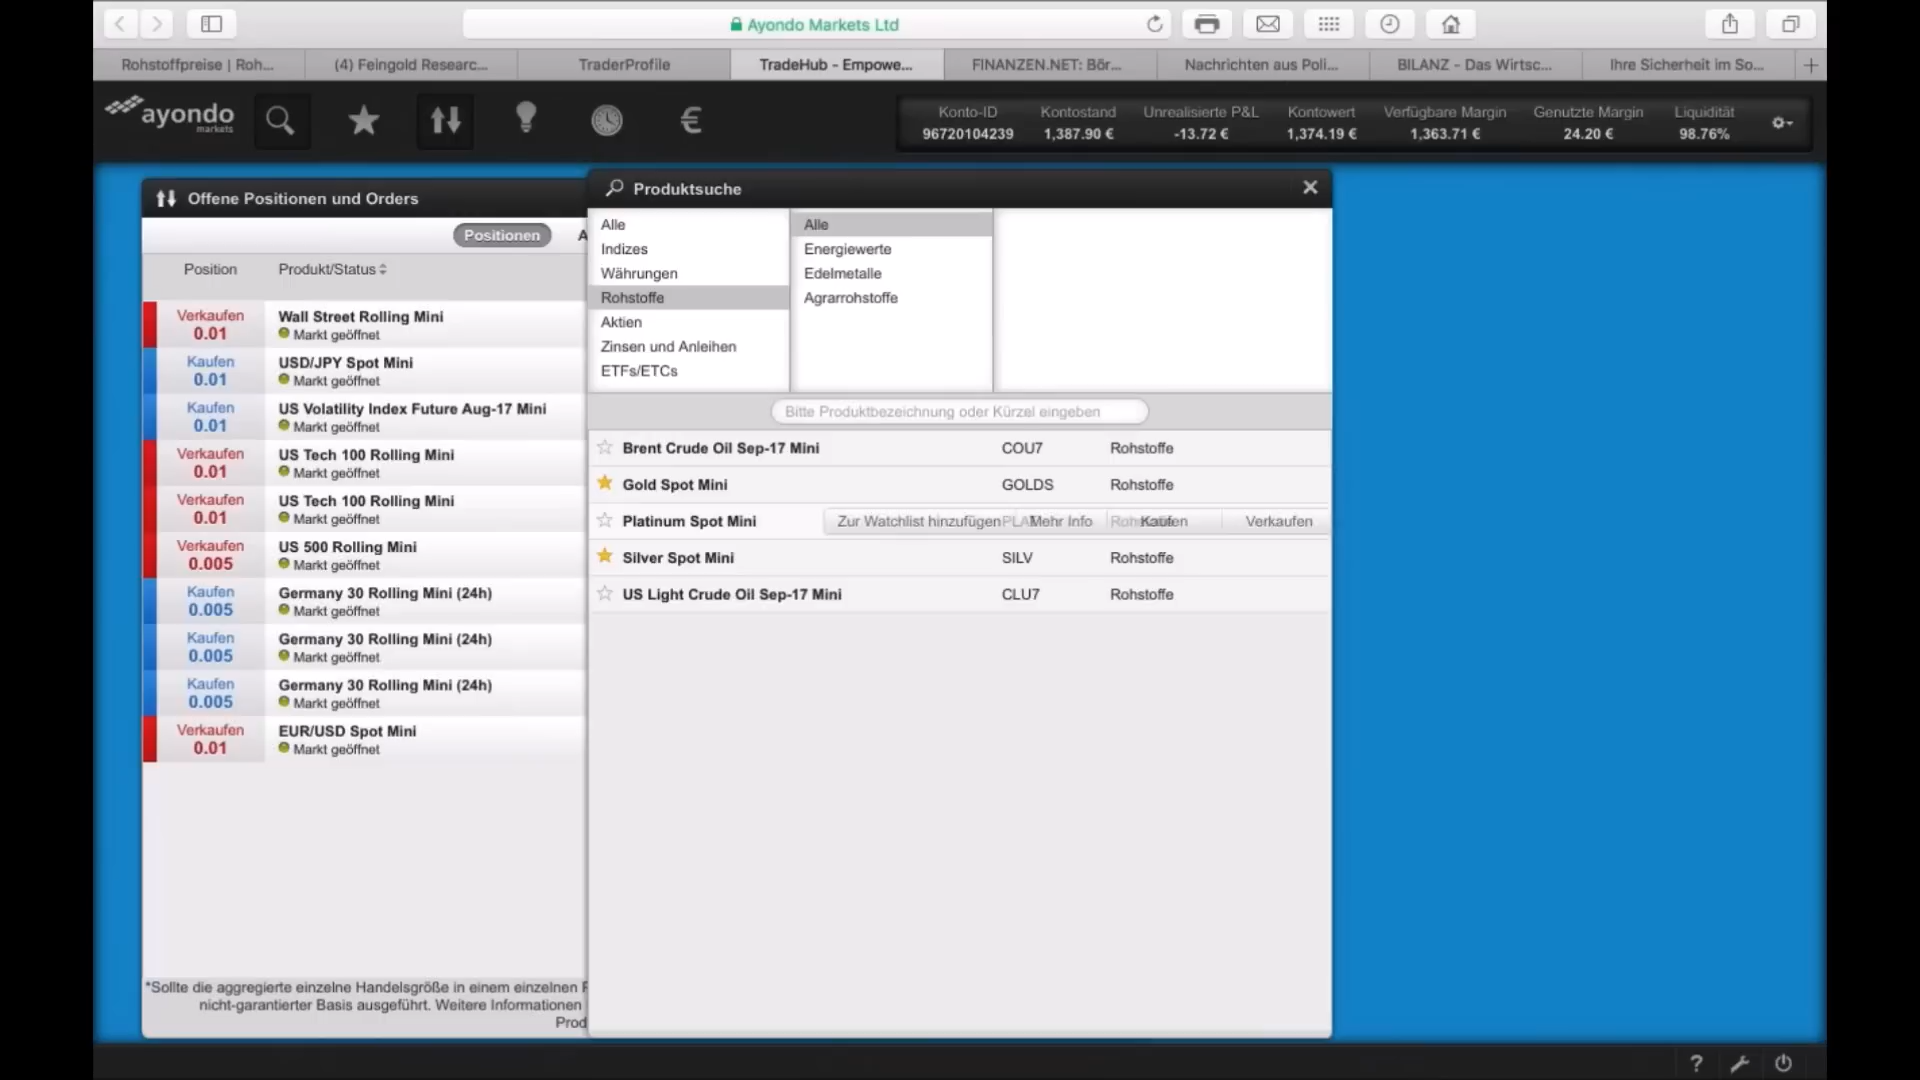 Ayondo Markets Ltd
Rohstoffpreise | Roh...
(4) Feingold Researc...
TraderProfile
TradeHub - Empowe...
FINANZEN.NET: Bör...
Nachrichten aus Poli...
BILANZ - Das Wirtsc...
Ihre Sicherheit im So...
ayondo
markets
€
Konto-ID
96720104239
Kontostand
1,387.90 €
Unrealisierte P&L
-13.72 €
Kontowert
1,374.19 €
Verfügbare Margin
1,363.71 €
Genutzte Margin
24.20 €
Liquidität
98.76%
Offene Positionen und Orders
Positionen
A
Position
Produkt/Status
Verkaufen
0.01
Wall Street Rolling Mini
Markt geöffnet
Kaufen
0.01
USD/JPY Spot Mini
Markt geöffnet
Kaufen
0.01
US Volatility Index Future Aug-17 Mini
Markt geöffnet
Verkaufen
0.01
US Tech 100 Rolling Mini
Markt geöffnet
Verkaufen
0.01
US Tech 100 Rolling Mini
Markt geöffnet
Verkaufen
0.005
US 500 Rolling Mini
Markt geöffnet
Kaufen
0.005
Germany 30 Rolling Mini (24h)
Markt geöffnet
Kaufen
0.005
Germany 30 Rolling Mini (24h)
Markt geöffnet
Kaufen
0.005
Germany 30 Rolling Mini (24h)
Markt geöffnet
Verkaufen
0.01
EUR/USD Spot Mini
Markt geöffnet
*Sollte die aggregierte einzelne Handelsgröße in einem einzelnen
nicht-garantierter Basis ausgeführt. Weitere Informationen
Prod
Produktsuche
Alle
Indizes
Währungen
Rohstoffe
Aktien
Zinsen und Anleihen
ETFs/ETCs
Alle
Energiewerte
Edelmetalle
Agrarrohstoffe
Bitte Produktbezeichnung oder Kürzel eingeben
Brent Crude Oil Sep-17 Mini COU7 Rohstoffe
Gold Spot Mini GOLDS Rohstoffe
Platinum Spot Mini Zur Watchlist hinzufügen Mehr Info Kaufen Verkaufen
Silver Spot Mini SILV Rohstoffe
US Light Crude Oil Sep-17 Mini CLU7 Rohstoffe
?